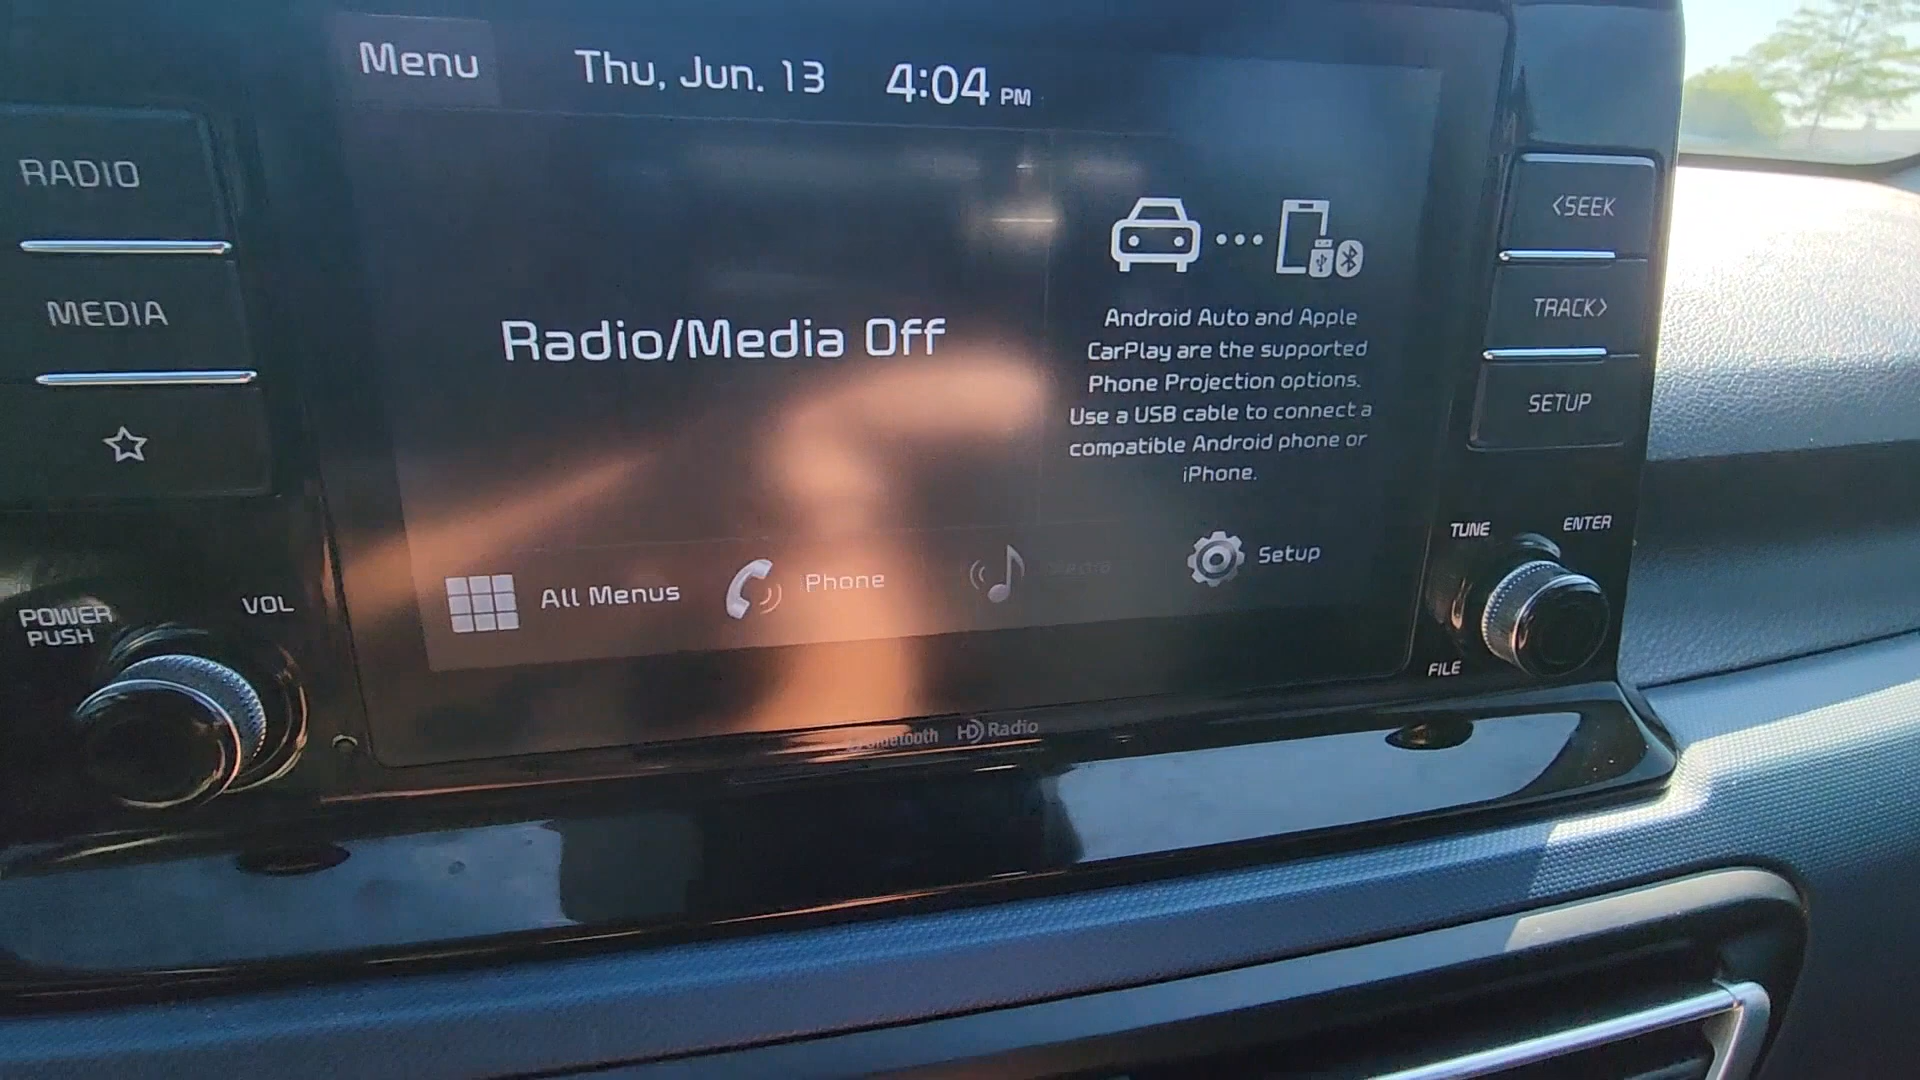 Menu
Thu, Jun. 13
4:04 PM
RADIO
MEDIA
POWER
PUSH
VOL
Radio/Media Off
Android Auto and Apple
CarPlay are the supported
Phone Projection options.
Use a USB cable to connect a
compatible Android phone or
iPhone.
All Menus
Phone
Setup
Bluetooth
HD Radio
<SEEK
TRACK>
SETUP
TUNE
ENTER
FILE